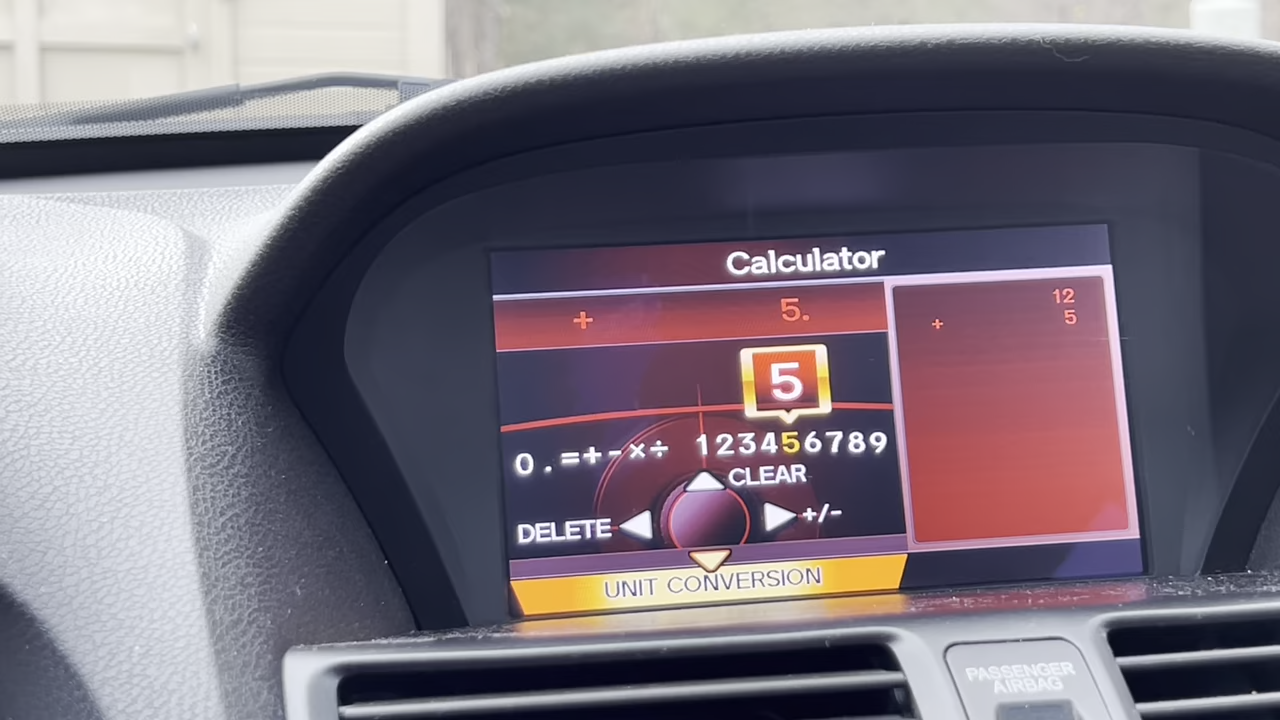 Calculator
+ 5.
12
+ 5
5
0.=+-×÷ 123456789
CLEAR
DELETE +/-
UNIT CONVERSION
PASSENGER
AIRBAG